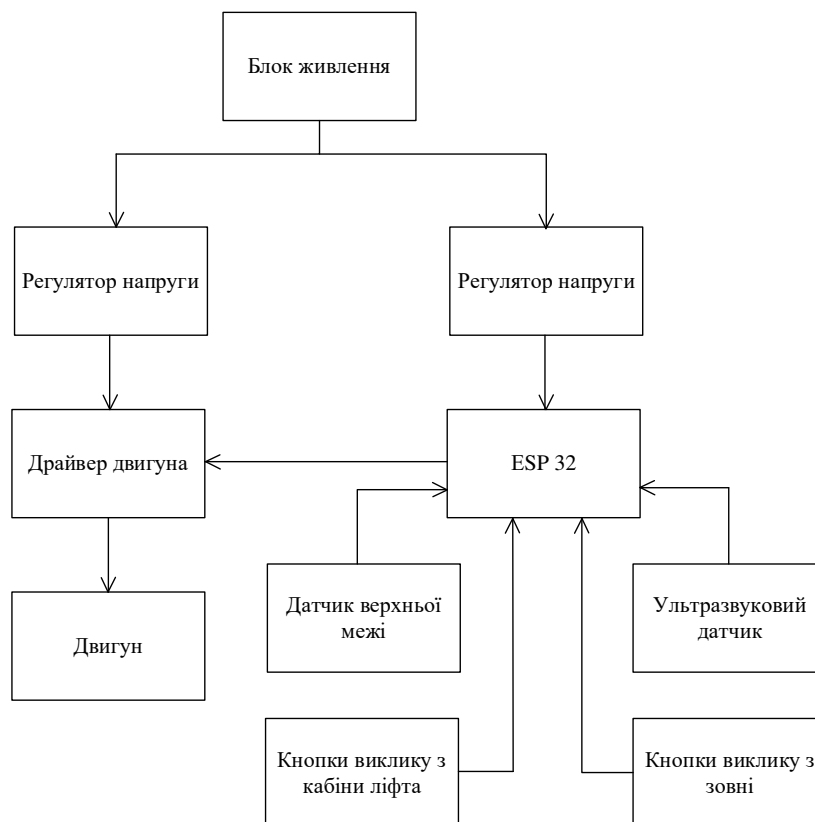 Блок живлення
Регулятор напруги
Регулятор напруги
Драйвер двигуна
ESP 32
Двигун
Датчик верхньої
межі
Ультразвуковий
датчик
Кнопки виклику з
кабіни ліфта
Кнопки виклику з
зовні